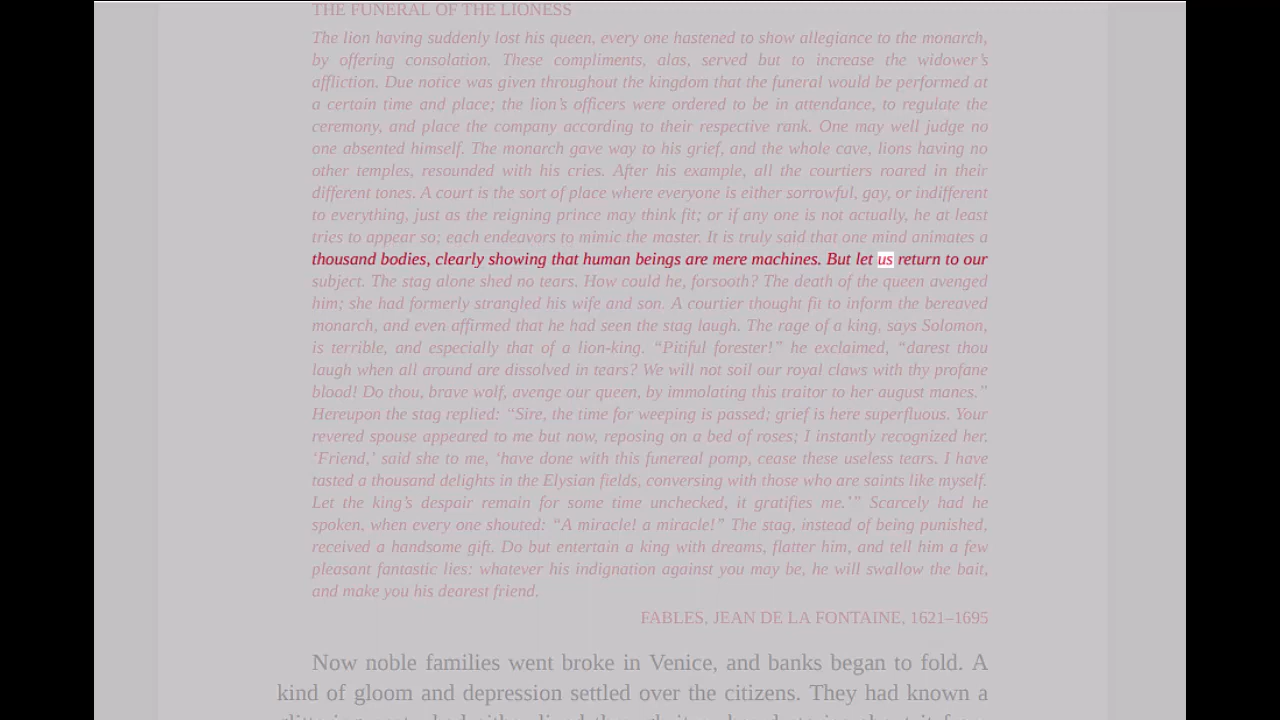 THE FUNERAL OF THE LIONESS
The lion having suddenly lost his queen, every one hastened to show allegiance to the monarch,
by offering consolation. These compliments, alas, served but to increase the widower’s
affliction. Due notice was given throughout the kingdom that the funeral would be performed at
a certain time and place; the lion’s officers were ordered to be in attendance, to regulate the
ceremony, and place the company according to their respective rank. One may well judge no
one absented himself. The monarch gave way to his grief, and the whole cave, lions having no
other temples, resounded with his cries. After his example, all the courtiers roared in their
different tones. A court is the sort of place where everyone is either sorrowful, gay, or indifferent
to everything, just as the reigning prince may think fit; or if any one is not actually, he at least
tries to appear so; each endeavors to mimic the master. It is truly said that one mind animates a
thousand bodies, clearly showing that human beings are mere machines. But let us return to our
subject. The stag alone shed no tears. How could he, forsooth? The death of the queen avenged
him; she had formerly strangled his wife and son. A courtier thought fit to inform the bereaved
monarch, and even affirmed that he had seen the stag laugh. The rage of a king, says Solomon,
is terrible, and especially that of a lion-king. “Pitiful forester!” he exclaimed, “darest thou
laugh when all around are dissolved in tears? We will not soil our royal claws with thy profane
blood! Do thou, brave wolf, avenge our queen, by immolating this traitor to her august manes.”
Hereupon the stag replied: “Sire, the time for weeping is passed; grief is here superfluous. Your
revered spouse appeared to me but now, reposing on a bed of roses; I instantly recognized her.
‘Friend,’ said she to me, ‘have done with this funereal pomp, cease these useless tears. I have
tasted a thousand delights in the Elysian fields, conversing with those who are saints like myself.
Let the king’s despair remain for some time unchecked, it gratifies me.’” Scarcely had he
spoken, when every one shouted: “A miracle! a miracle!” The stag, instead of being punished,
received a handsome gift. Do but entertain a king with dreams, flatter him, and tell him a few
pleasant fantastic lies: whatever his indignation against you may be, he will swallow the bait,
and make you his dearest friend.
FABLES, JEAN DE LA FONTAINE, 1621–1695
Now noble families went broke in Venice, and banks began to fold. A
kind of gloom and depression settled over the citizens. They had known a